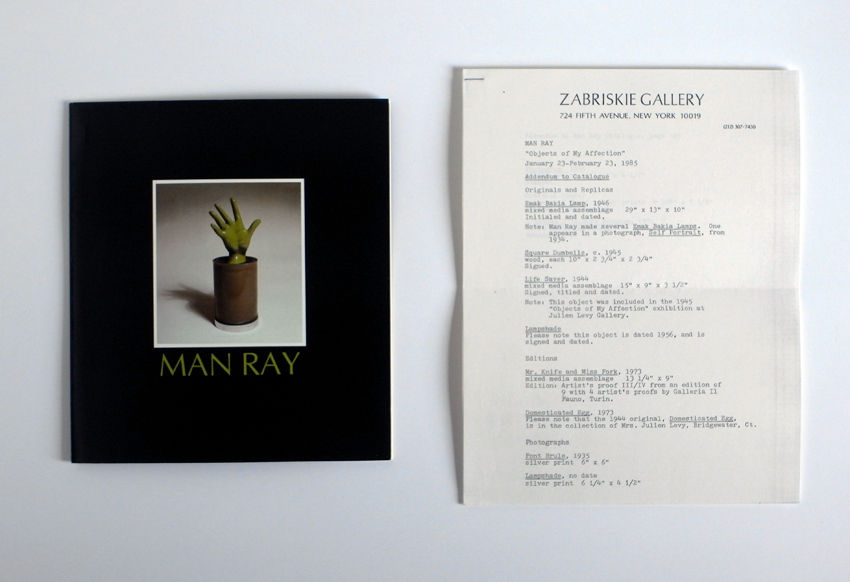 MAN RAY
ZABRISKIE GALLERY
724 FIFTH AVENUE, NEW YORK 10019
(212) 307-7430
MAN RAY
"Objects of My Affection"
January 23-February 23, 1985
Addendum to Catalogue
Originals and Replicas
Emak Bakia Lamp, 1946
mixed media assemblage 29" x 13" x 10"
Initialed and dated.
Note: Man Ray made several Emak Bakia Lamps. One
appears in a photograph, Self Portrait, from
1934.
Square Dumbells, c. 1945
wood, each 10" x 2 3/4" x 2 3/4"
Signed.
Life Saver, 1944
mixed media assemblage 15" x 9" x 3 1/2"
Signed, titled and dated.
Note: This object was included in the 1945
"Objects of My Affection" exhibition at
Julien Levy Gallery.
Lampshade
Please note this object is dated 1956, and is
signed and dated.
Editions
Mr. Knife and Miss Fork, 1973
mixed media assemblage 13 1/4" x 9"
Edition: Artist's proof III/IV from an edition of
9 with 4 artist's proofs by Galleria Il
Fauno, Turin.
Domesticated Egg, 1973
Please note that the 1944 original, Domesticated Egg,
is in the collection of Mrs. Julien Levy, Bridgewater, Ct.
Photographs
Font Brule, 1935
silver print 6" x 6"
Lampshade, no date
silver print 6 1/4" x 4 1/2"